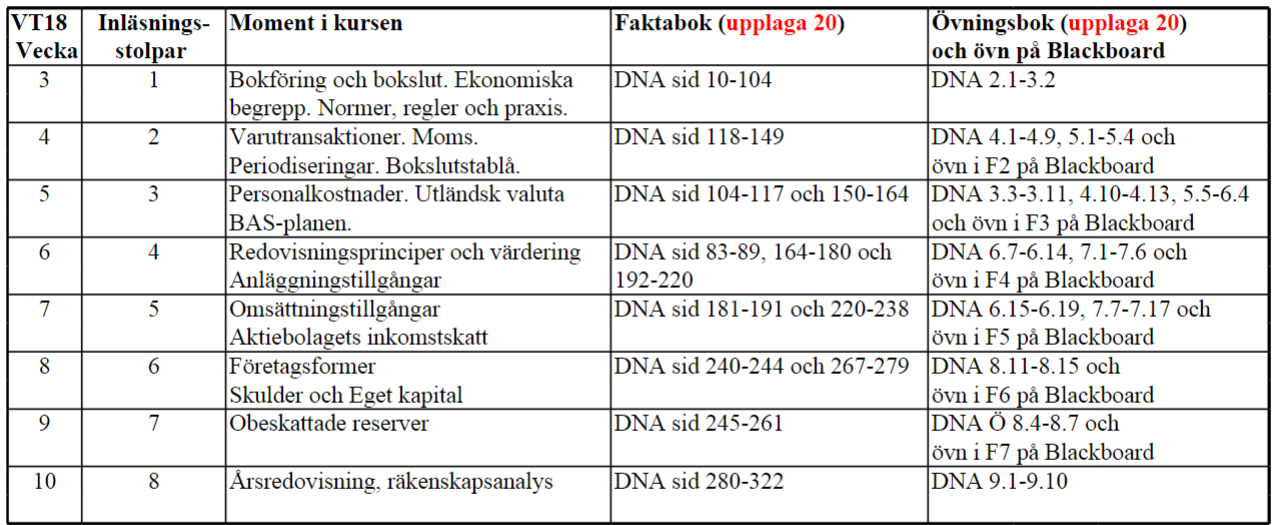 VT18 Inläsnings- Moment i kursen Faktabok (upplaga 20) Övningsbok (upplaga 20)
Vecka stolpar och övn på Blackboard
3 1 Bokföring och bokslut. Ekonomiska DNA sid 10-104 DNA 2.1-3.2
begrepp. Normer, regler och praxis.
4 2 Varutransaktioner. Moms. DNA sid 118-149 DNA 4.1-4.9, 5.1-5.4 och
Periodiseringar. Bokslutstablå. övn i F2 på Blackboard
5 3 Personalkostnader. Utländsk valuta DNA sid 104-117 och 150-164 DNA 3.3-3.11, 4.10-4.13, 5.5-6.4
BAS-planen. och övn i F3 på Blackboard
6 4 Redovisningsprinciper och värdering DNA sid 83-89, 164-180 och DNA 6.7-6.14, 7.1-7.6 och
Anläggningstillgångar 192-220 övn i F4 på Blackboard
7 5 Omsättningstillgångar DNA sid 181-191 och 220-238 DNA 6.15-6.19, 7.7-7.17 och
Aktiebolagets inkomstskatt övn i F5 på Blackboard
8 6 Företagsformer DNA sid 240-244 och 267-279 DNA 8.11-8.15 och
Skulder och Eget kapital övn i F6 på Blackboard
9 7 Obeskattade reserver DNA sid 245-261 DNA Ö 8.4-8.7 och
övn i F7 på Blackboard
10 8 Årsredovisning, räkenskapsanalys DNA sid 280-322 DNA 9.1-9.10